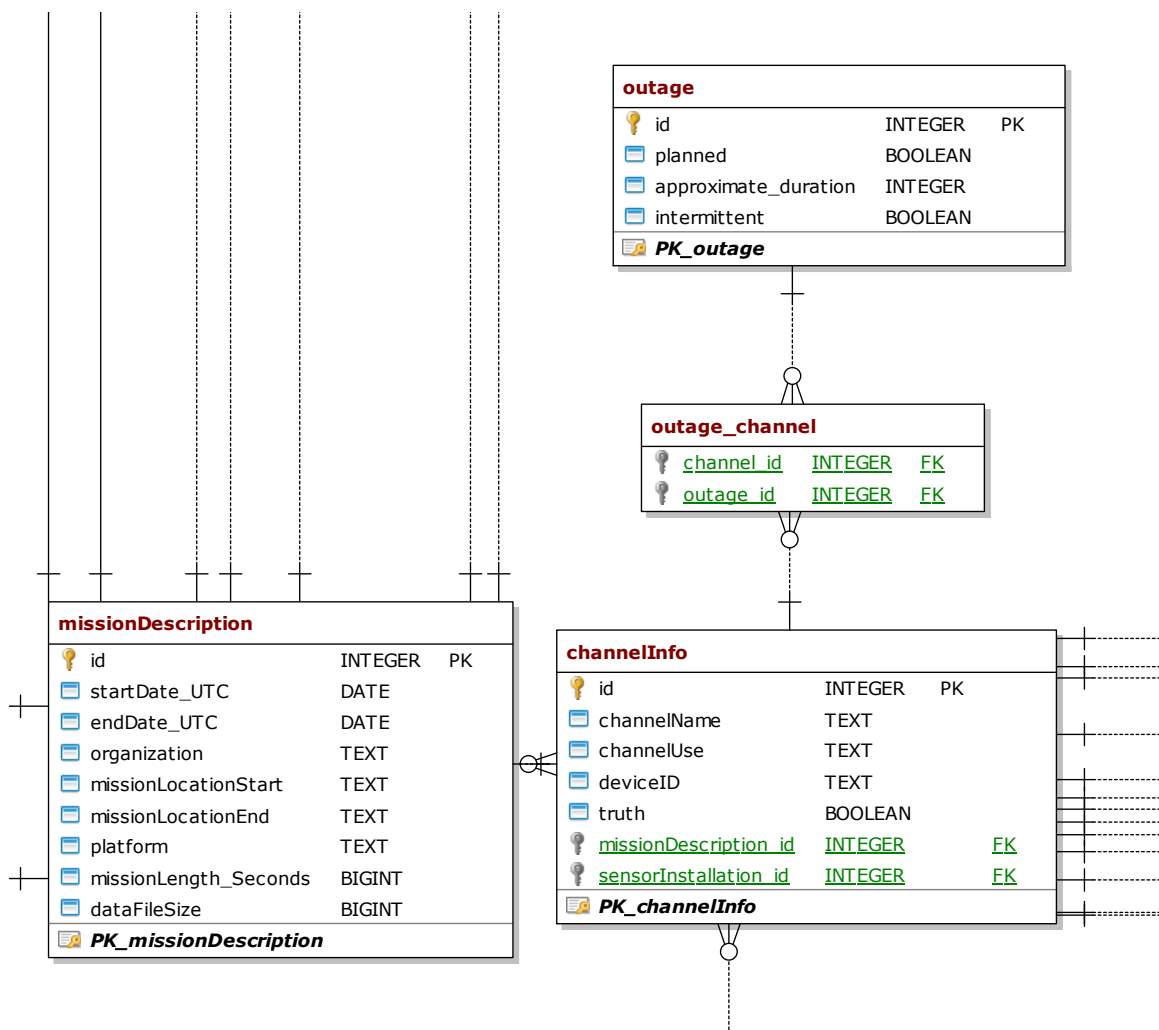 outage
id INTEGER PK
planned BOOLEAN
approximate_duration INTEGER
intermittent BOOLEAN
PK_outage
outage_channel
channel_id INTEGER FK
outage_id INTEGER FK
missionDescription
id INTEGER PK
startDate_UTC DATE
endDate_UTC DATE
organization TEXT
missionLocationStart TEXT
missionLocationEnd TEXT
platform TEXT
missionLength_Seconds BIGINT
dataFileSize BIGINT
PK_missionDescription
channelInfo
id INTEGER PK
channelName TEXT
channelUse TEXT
deviceID TEXT
truth BOOLEAN
missionDescription_id INTEGER FK
sensorInstallation_id INTEGER FK
PK_channelInfo